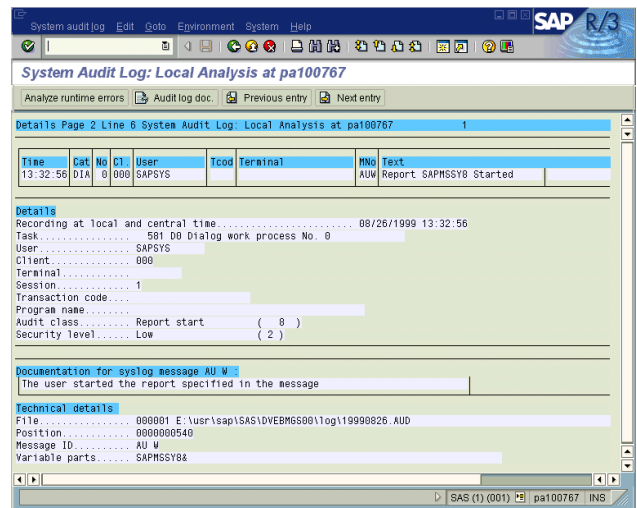 System audit log Edit Goto Environment System Help
SAP R/3
System Audit Log: Local Analysis at pa100767
Analyze runtime errors Audit log doc. Previous entry Next entry
Details Page 2 Line 6 System Audit Log: Local Analysis at pa100767 1
Time Cat No Cl. User Tcod Terminal MNo Text
13:32:56 DIA 0 000 SAPSYS AUW Report SAPMSSY8 Started
Details
Recording at local and central time........................ 08/26/1999 13:32:56
Task................ 581 D0 Dialog work process No. 0
User................ SAPSYS
Client.............. 000
Terminal............
Session............. 1
Transaction code....
Program name........
Audit class......... Report start ( 8 )
Security level...... Low ( 2 )
Documentation for syslog message AU W :
The user started the report specified in the message
Technical details
File................ 000001 E:\usr\sap\SAS\DVEBMGS00\log\19990826.AUD
Position............ 0000000540
Message ID.......... AU W
Variable parts...... SAPMSSY8&
SAS (1) (001) pa100767 INS